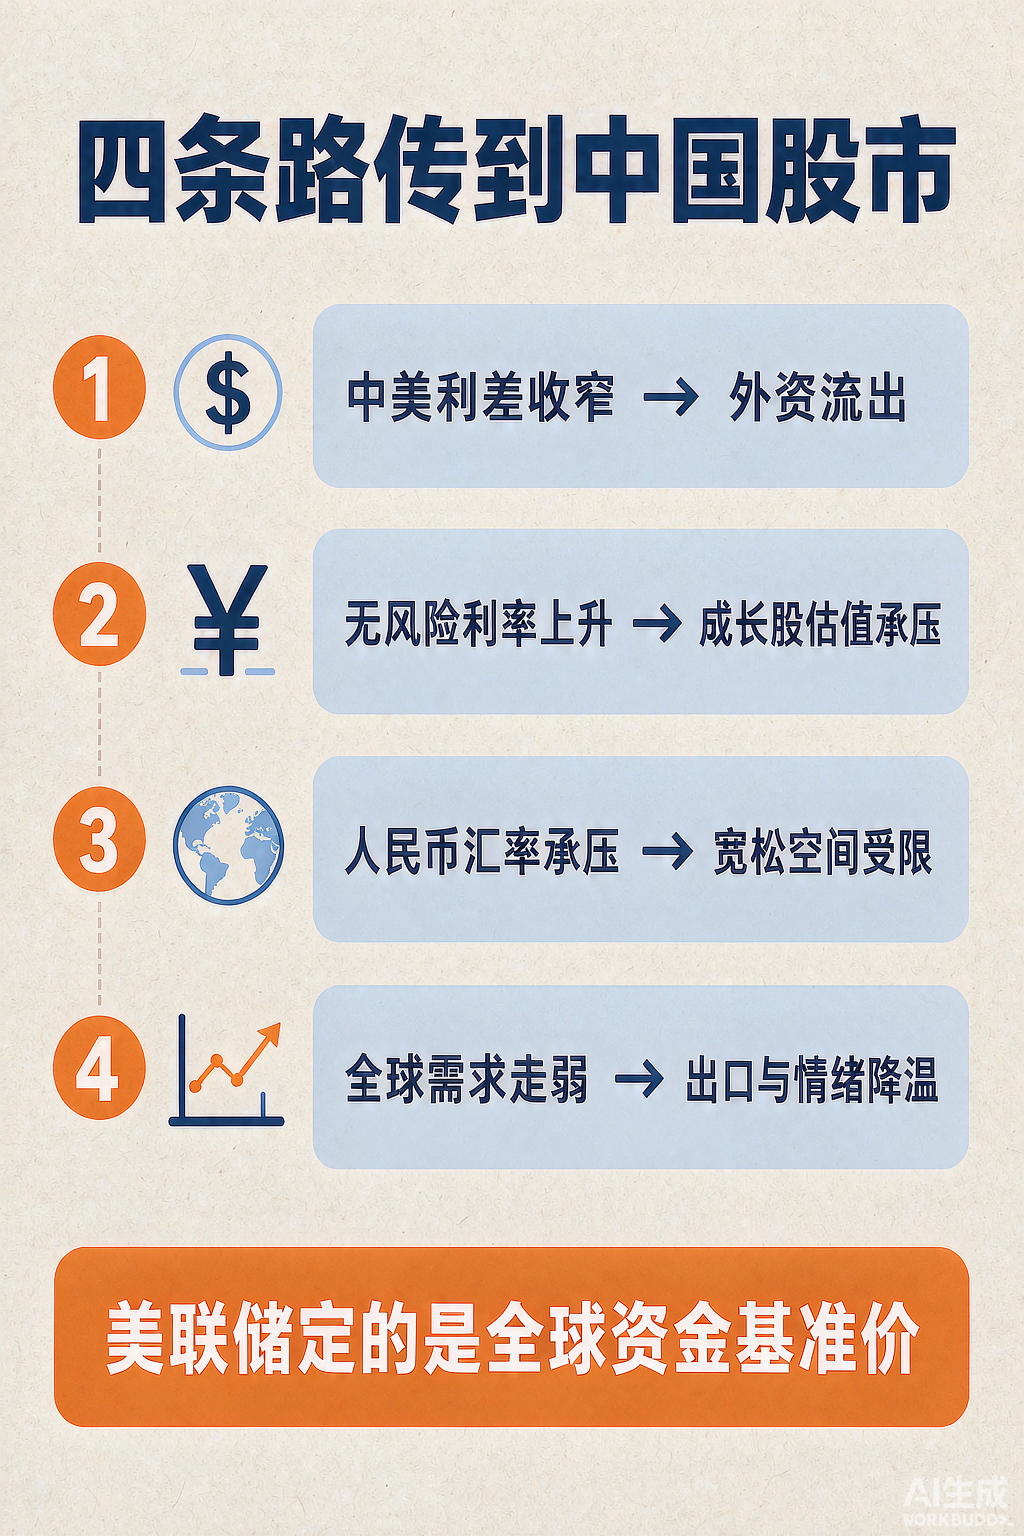 四条路传到中国股市
1 $ 中美利差收窄 → 外资流出
2 ¥ 无风险利率上升 → 成长股估值承压
3 人民币汇率承压 → 宽松空间受限
4 全球需求走弱 → 出口与情绪降温
美联储定的是全球资金基准价
AI生成